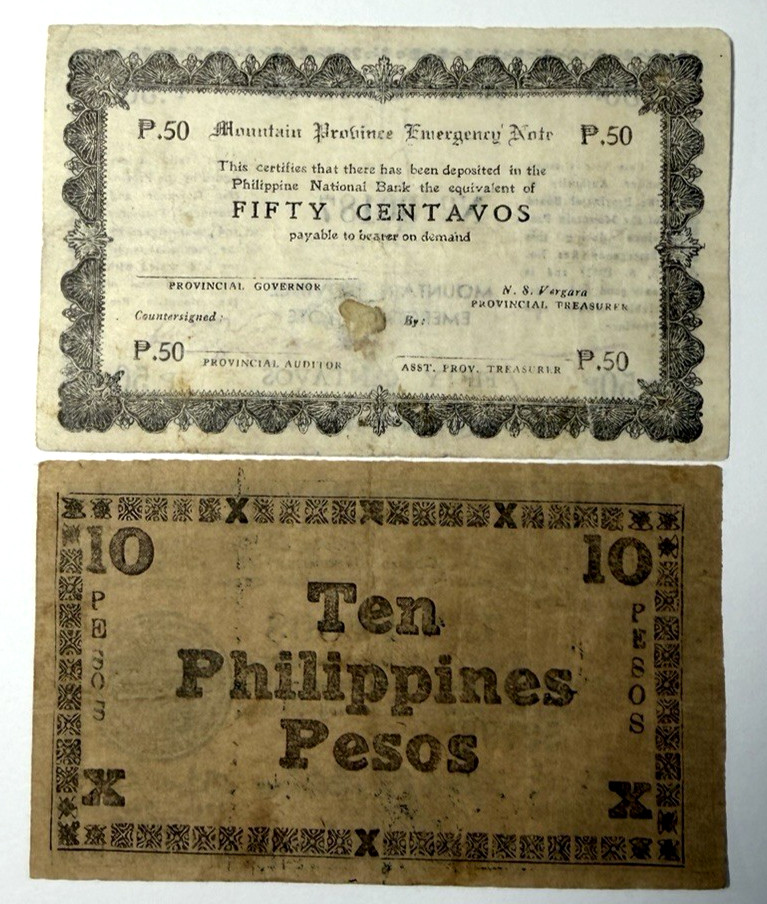 ₱.50 Mountain Province Emergency Note ₱.50
This certifies that there has been deposited in the
Philippine National Bank the equivalent of
FIFTY CENTAVOS
payable to bearer on demand
PROVINCIAL GOVERNOR
N. S. Vergara
PROVINCIAL TREASURER
Countersigned:
By:
₱.50 PROVINCIAL AUDITOR
ASST. PROV. TREASURER ₱.50
10 10
PESOS
PESOS
Ten
Philippines
Pesos
X X
X X
X